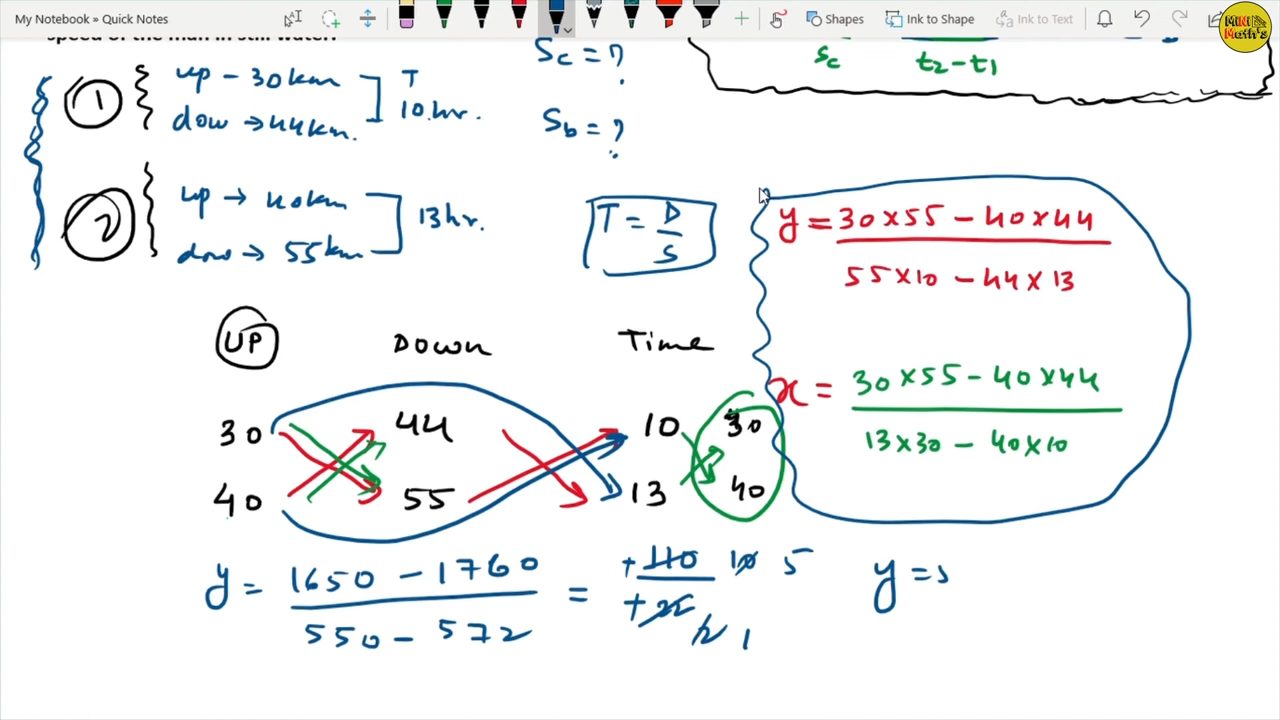 My Notebook » Quick Notes
Shapes
Ink to Shape
Ink to Text
MINI
Math's
speed of the man in still water.
Sc = ?
Sc
t2 - t1
1
up - 30km
T
10.hr.
dow → 44km.
Sb = ?
2
up → 40km
13hr.
dow → 55km
T = D/S
y = 30×55 - 40×44
55×10 - 44×13
UP Down Time
x = 30×55 - 40×44
13×30 - 40×10
30 44 10 30
40 55 13 40
y = 1650 - 1760 = +110 10 5
550 - 572 +22 2 1
y = 5